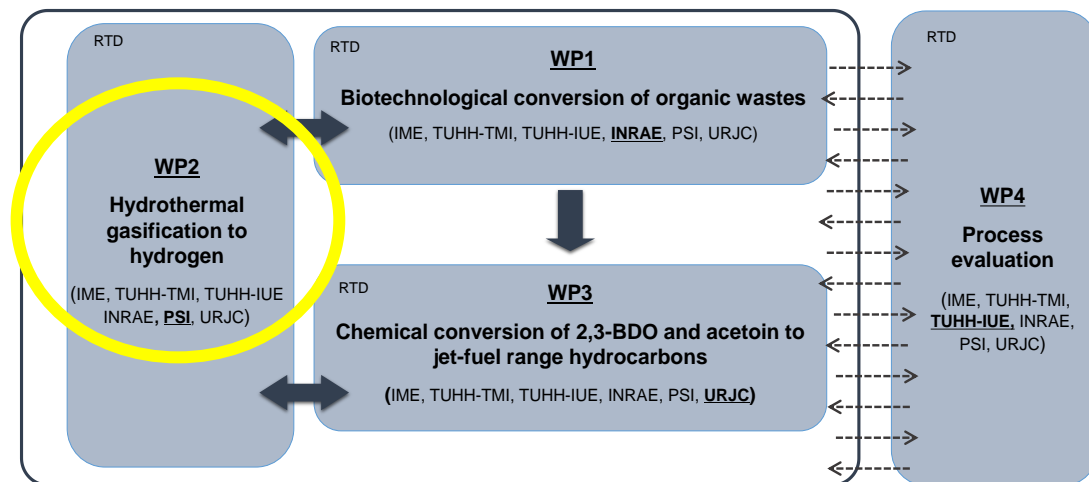 RTD
WP2
Hydrothermal
gasification to
hydrogen
(IME, TUHH-TMI, TUHH-IUE
INRAE, PSI, URJC)
RTD
WP1
Biotechnological conversion of organic wastes
(IME, TUHH-TMI, TUHH-IUE, INRAE, PSI, URJC)
RTD
WP3
Chemical conversion of 2,3-BDO and acetoin to
jet-fuel range hydrocarbons
(IME, TUHH-TMI, TUHH-IUE, INRAE, PSI, URJC)
RTD
WP4
Process
evaluation
(IME, TUHH-TMI,
TUHH-IUE, INRAE,
PSI, URJC)